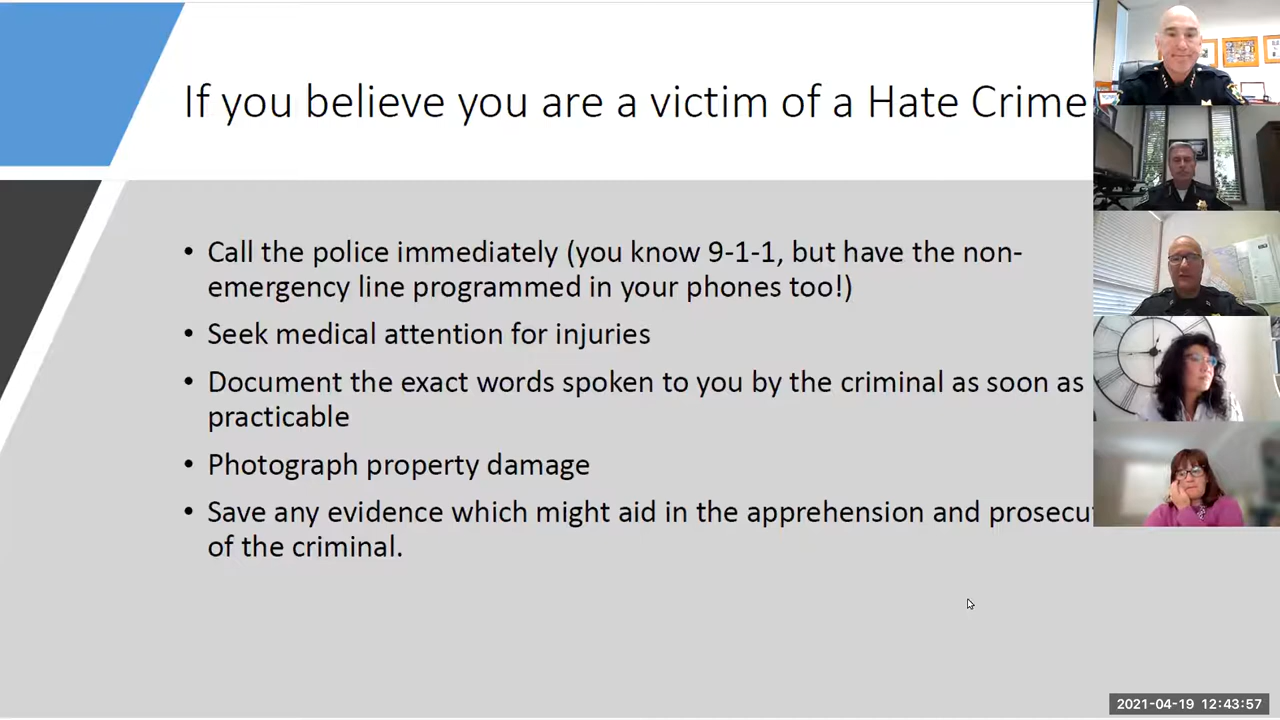 If you believe you are a victim of a Hate Crime
• Call the police immediately (you know 9-1-1, but have the non-
emergency line programmed in your phones too!)
• Seek medical attention for injuries
• Document the exact words spoken to you by the criminal as soon as
practicable
• Photograph property damage
• Save any evidence which might aid in the apprehension and
of the criminal.
2021-04-19 12:43:57